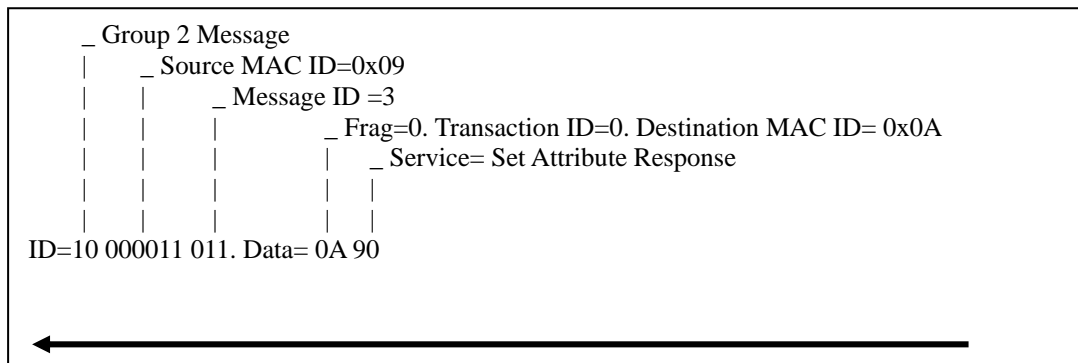 _ Group 2 Message
| _ Source MAC ID=0x09
| | _ Message ID =3
| | | _ Frag=0. Transaction ID=0. Destination MAC ID= 0x0A
| | | | _ Service= Set Attribute Response
| | | | |
| | | | |
ID=10 000011 011. Data= 0A 90